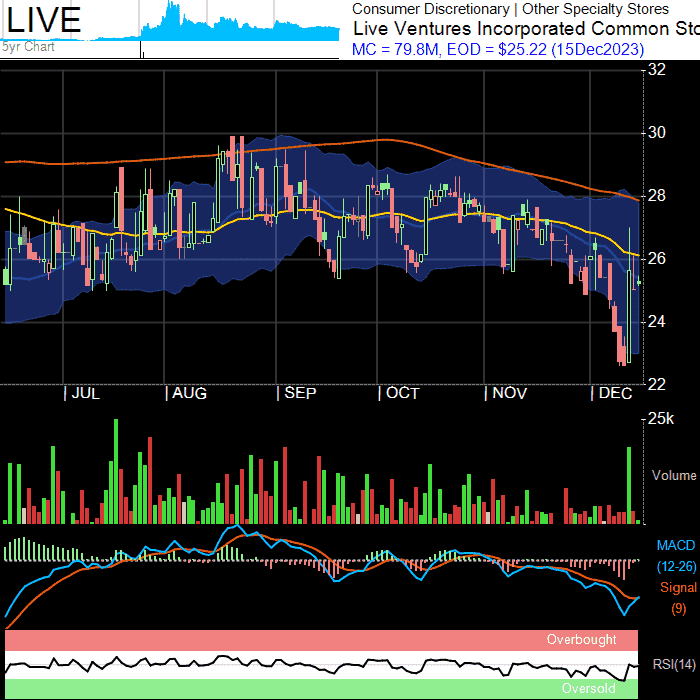 LIVE
5yr Chart
Consumer Discretionary | Other Specialty Stores
Live Ventures Incorporated Common Sto
MC = 79.8M, EOD = $25.22 (15Dec2023)
32
30
28
26
24
22
| JUL | AUG | SEP | OCT | NOV | DEC
25k
Volume
MACD
(12-26)
Signal
(9)
Overbought
RSI(14)
Oversold